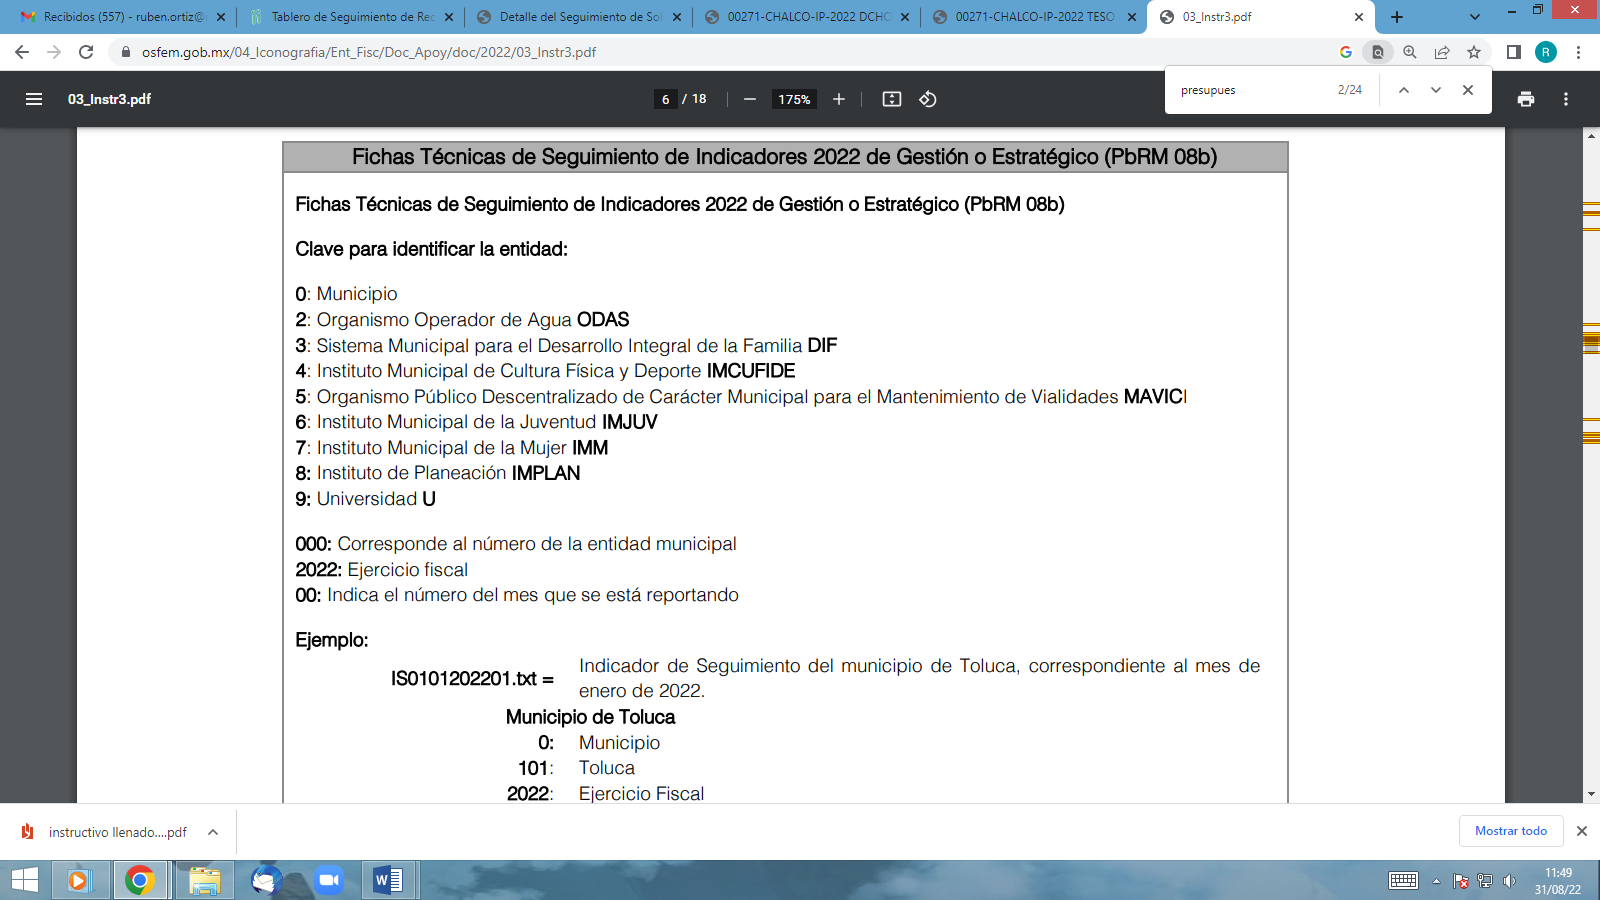 Recibidos (557) - ruben.ortiz@
Tablero de Seguimiento de Rec
Detalle del Seguimiento de Sol
00271-CHALCO-IP-2022 DCHO
00271-CHALCO-IP-2022 TESO
03_Instr3.pdf
osfem.gob.mx/04_Iconografia/Ent_Fisc/Doc_Apoy/doc/2022/03_Instr3.pdf
R
03_Instr3.pdf
6 / 18
175%
presupues 2/24
Fichas Técnicas de Seguimiento de Indicadores 2022 de Gestión o Estratégico (PbRM 08b)
Fichas Técnicas de Seguimiento de Indicadores 2022 de Gestión o Estratégico (PbRM 08b)
Clave para identificar la entidad:
0: Municipio
2: Organismo Operador de Agua ODAS
3: Sistema Municipal para el Desarrollo Integral de la Familia DIF
4: Instituto Municipal de Cultura Física y Deporte IMCUFIDE
5: Organismo Público Descentralizado de Carácter Municipal para el Mantenimiento de Vialidades MAVICI
6: Instituto Municipal de la Juventud IMJUV
7: Instituto Municipal de la Mujer IMM
8: Instituto de Planeación IMPLAN
9: Universidad U
000: Corresponde al número de la entidad municipal
2022: Ejercicio fiscal
00: Indica el número del mes que se está reportando
Ejemplo:
IS0101202201.txt = Indicador de Seguimiento del municipio de Toluca, correspondiente al mes de
enero de 2022.
Municipio de Toluca
0: Municipio
101: Toluca
2022: Ejercicio Fiscal
instructivo llenado....pdf
Mostrar todo
11:49
31/08/22